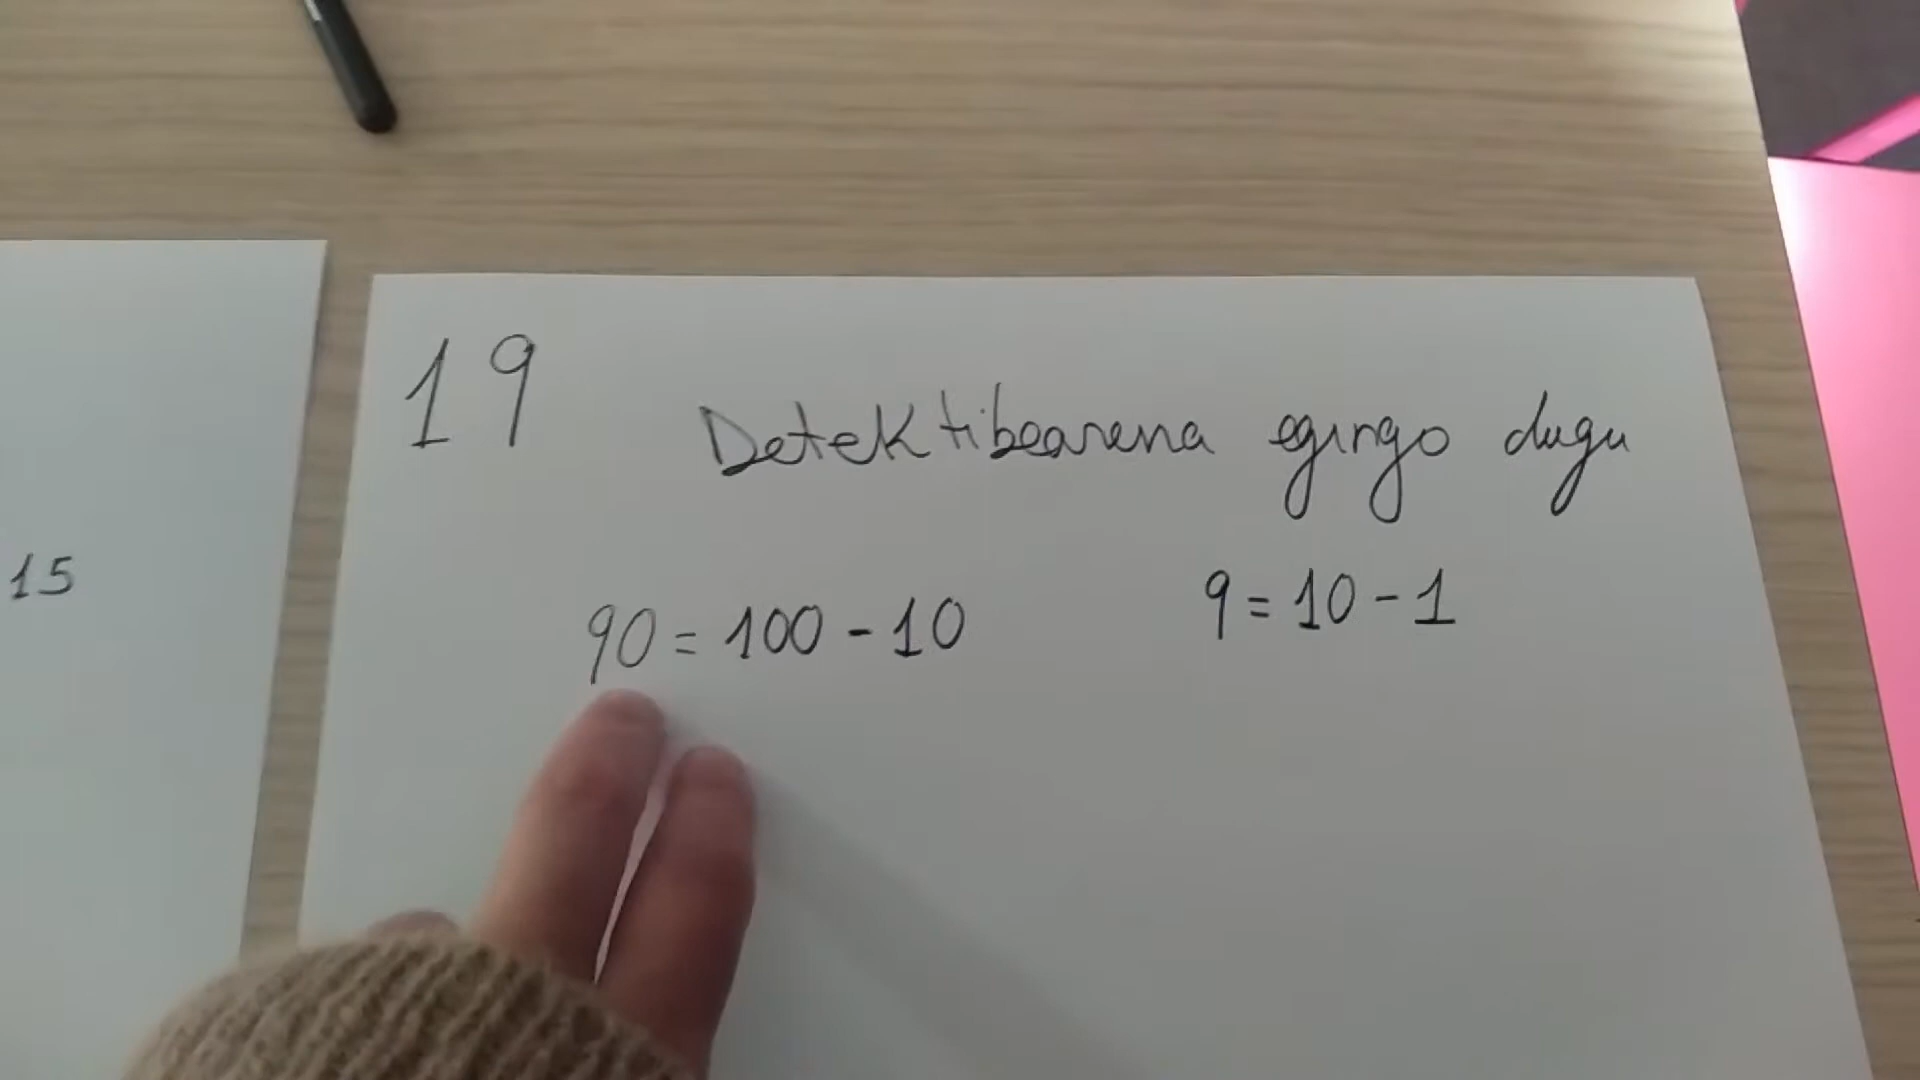 15
19
Detektibearena egingo dugu
90 = 100 - 10
9 = 10 - 1